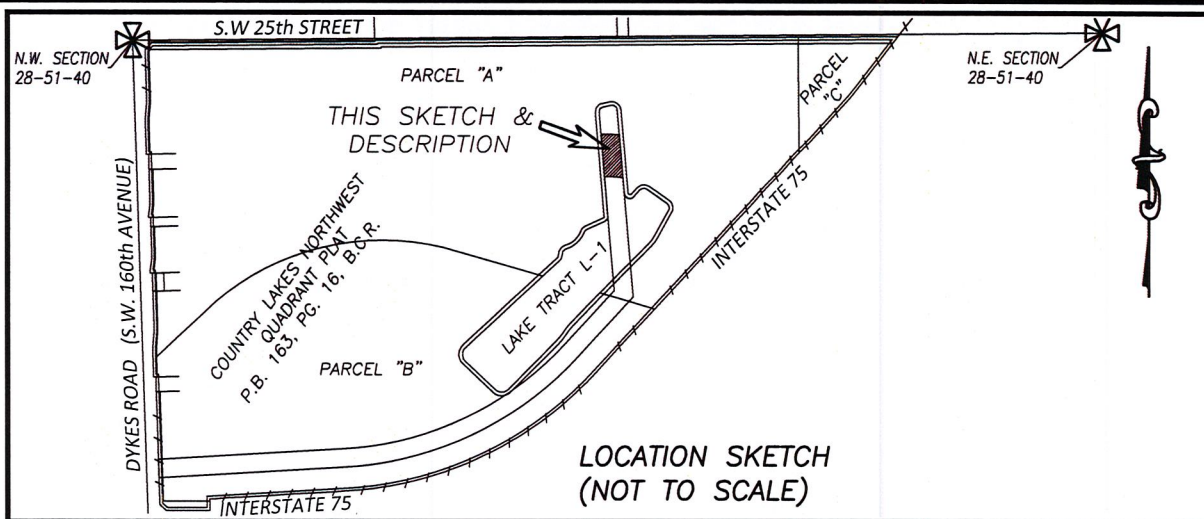 S.W 25th STREET
N.W. SECTION
28-51-40
N.E. SECTION
28-51-40
PARCEL "A"
PARCEL
"C"
THIS SKETCH &
DESCRIPTION
DYKES ROAD (S.W. 160th AVENUE)
COUNTRY LAKES NORTHWEST
QUADRANT PLAT
P.B. 163, PG. 16, B.C.R.
INTERSTATE 75
LAKE TRACT L-1
PARCEL "B"
LOCATION SKETCH
(NOT TO SCALE)
INTERSTATE 75